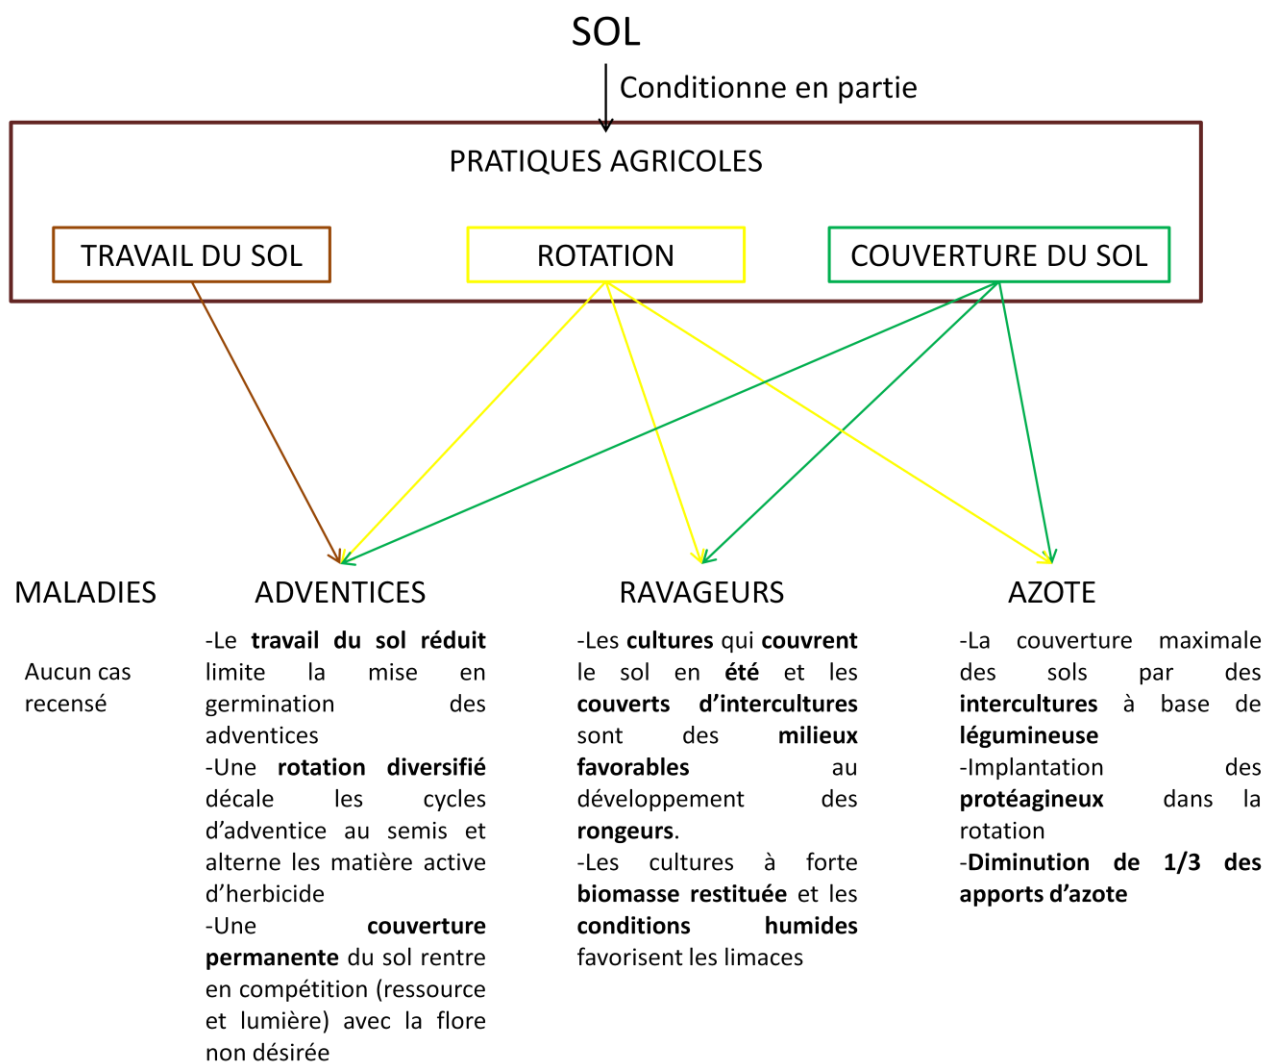 SOL
Conditionne en partie
PRATIQUES AGRICOLES
TRAVAIL DU SOL
ROTATION
COUVERTURE DU SOL
MALADIES
Aucun cas
recensé
ADVENTICES
-Le travail du sol réduit
limite la mise en
germination des
adventices
-Une rotation diversifié
décale les cycles
d’adventice au semis et
alterne les matière active
d’herbicide
-Une couverture
permanente du sol rentre
en compétition (ressource
et lumière) avec la flore
non désirée
RAVAGEURS
-Les cultures qui couvrent
le sol en été et les
couverts d’intercultures
sont des milieux
favorables au
développement des
rongeurs.
-Les cultures à forte
biomasse restituée et les
conditions humides
favorisent les limaces
AZOTE
-La couverture maximale
des sols par des
intercultures à base de
légumineuse
-Implantation des
protéagineux dans la
rotation
-Diminution de 1/3 des
apports d’azote